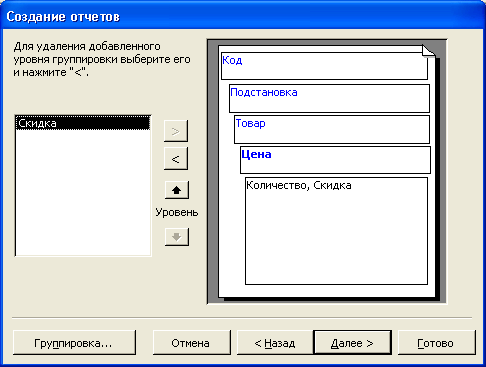 Создание отчетов
Для удаления добавленного
уровня группировки выберите его
и нажмите "<".
Скидка
>
<
Уровень
Код
Подстановка
Товар
Цена
Количество, Скидка
Группировка...
Отмена
< Назад
Далее >
Готово